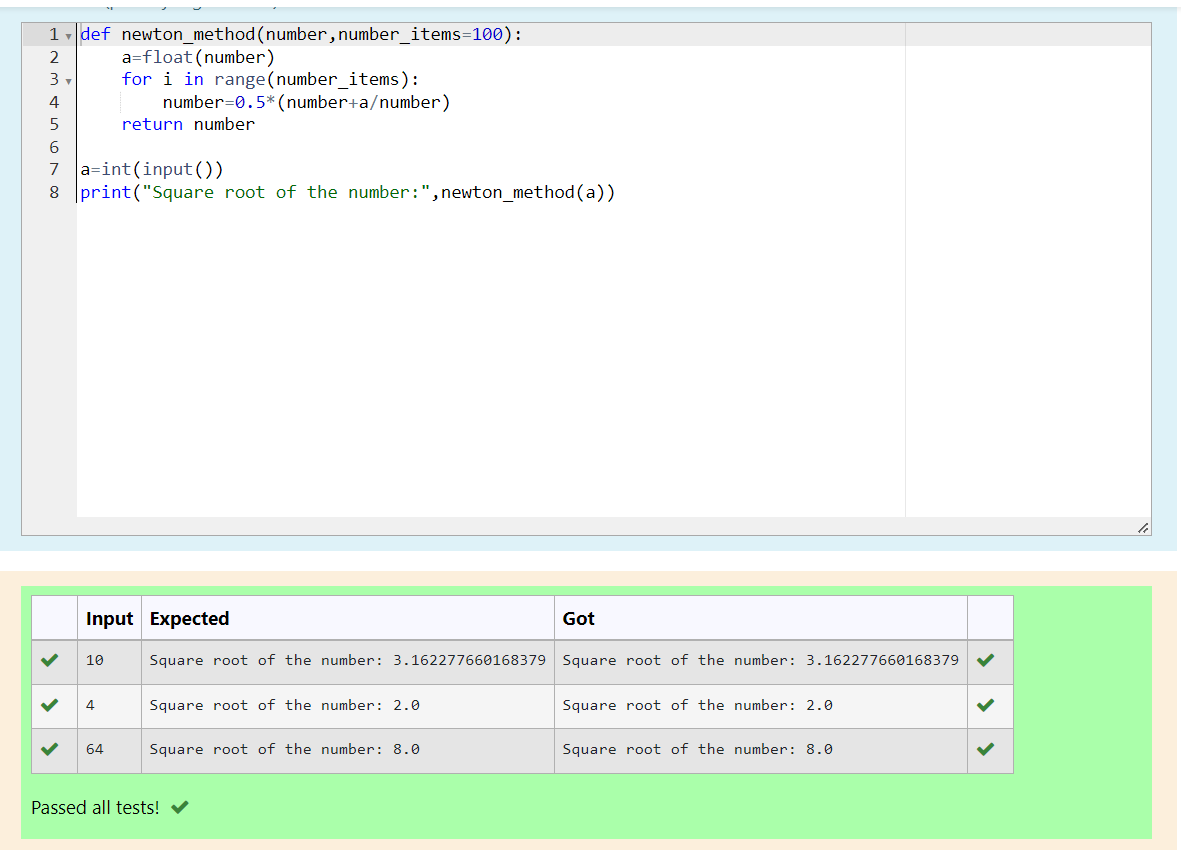 1 def newton_method(number,number_items=100):
2     a=float(number)
3     for i in range(number_items):
4         number=0.5*(number+a/number)
5     return number
6
7 a=int(input())
8 print("Square root of the number:",newton_method(a))
Input Expected Got
10 Square root of the number: 3.162277660168379 Square root of the number: 3.162277660168379
4 Square root of the number: 2.0 Square root of the number: 2.0
64 Square root of the number: 8.0 Square root of the number: 8.0
Passed all tests!